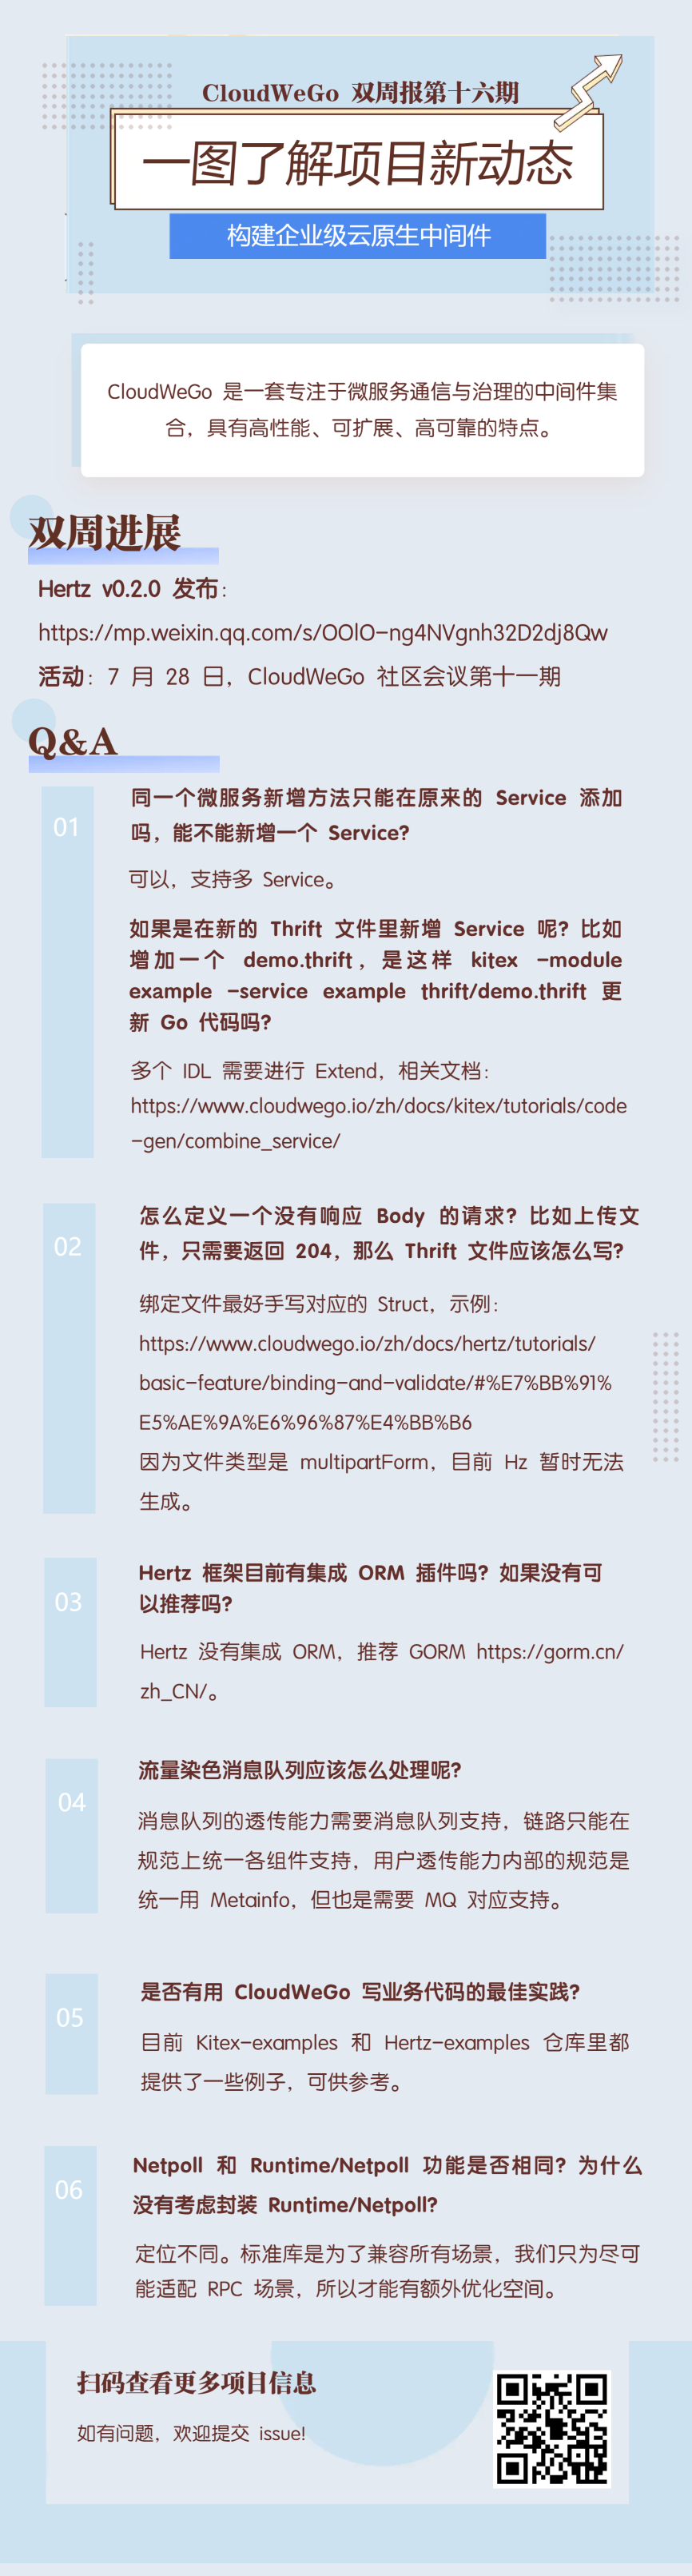 CloudWeGo 双周报第十六期
一图了解项目新动态
构建企业级云原生中间件
CloudWeGo 是一套专注于微服务通信与治理的中间件集
合，具有高性能、可扩展、高可靠的特点。
双周进展
Hertz v0.2.0 发布：
https://mp.weixin.qq.com/s/OOlO-ng4NVgnh32D2dj8Qw
活动：7 月 28 日，CloudWeGo 社区会议第十一期
Q&A
01
同一个微服务新增方法只能在原来的 Service 添加
吗，能不能新增一个 Service?
可以，支持多 Service。
如果是在新的 Thrift 文件里新增 Service 呢? 比如
增加一个 demo.thrift，是这样 kitex -module
example -service example thrift/demo.thrift 更
新 Go 代码吗?
多个 IDL 需要进行 Extend，相关文档：
https://www.cloudwego.io/zh/docs/kitex/tutorials/code
-gen/combine_service/
02
怎么定义一个没有响应 Body 的请求? 比如上传文
件，只需要返回 204，那么 Thrift 文件应该怎么写?
绑定文件最好手写对应的 Struct，示例：
https://www.cloudwego.io/zh/docs/hertz/tutorials/
basic-feature/binding-and-validate/#%E7%BB%91%
E5%AE%9A%E6%96%87%E4%BB%B6
因为文件类型是 multipartForm，目前 Hz 暂时无法
生成。
03
Hertz 框架目前有集成 ORM 插件吗? 如果没有可
以推荐吗?
Hertz 没有集成 ORM，推荐 GORM https://gorm.cn/
zh_CN/。
04
流量染色消息队列应该怎么处理呢?
消息队列的透传能力需要消息队列支持，链路只能在
规范上统一各组件支持，用户透传能力内部的规范是
统一用 Metainfo，但也是需要 MQ 对应支持。
05
是否有用 CloudWeGo 写业务代码的最佳实践?
目前 Kitex-examples 和 Hertz-examples 仓库里都
提供了一些例子，可供参考。
06
Netpoll 和 Runtime/Netpoll 功能是否相同? 为什么
没有考虑封装 Runtime/Netpoll?
定位不同。标准库是为了兼容所有场景，我们只为尽可
能适配 RPC 场景，所以才能有额外优化空间。
扫码查看更多项目信息
如有问题，欢迎提交 issue!